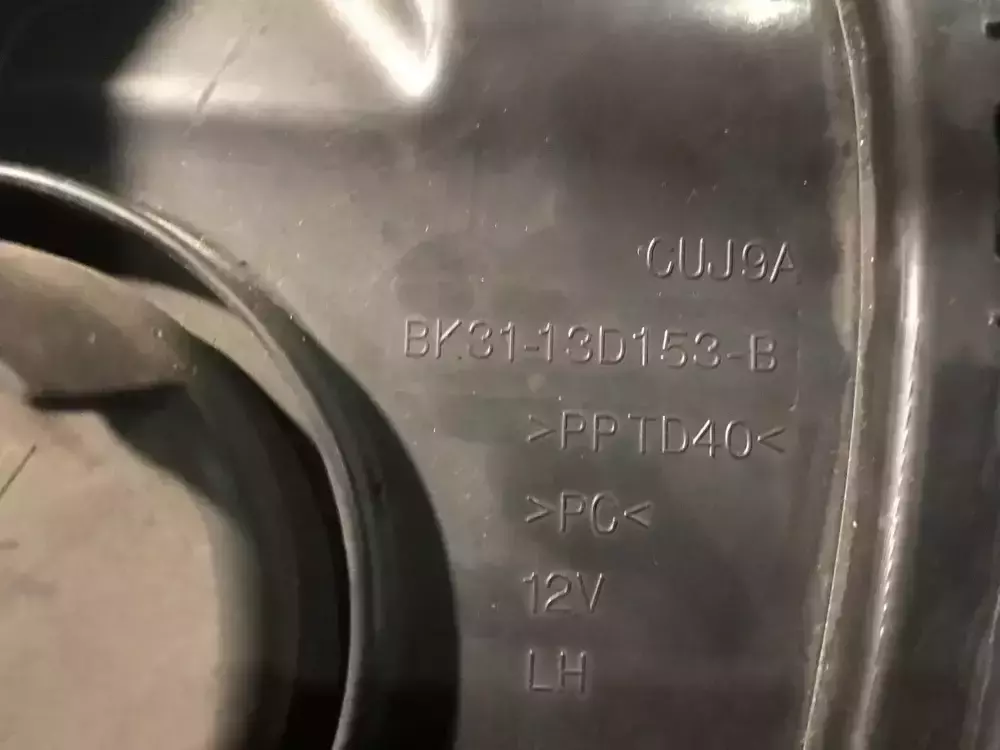 CUJ9A
BK31-13D153-B
>PPTD40<
>PC<
12V
LH